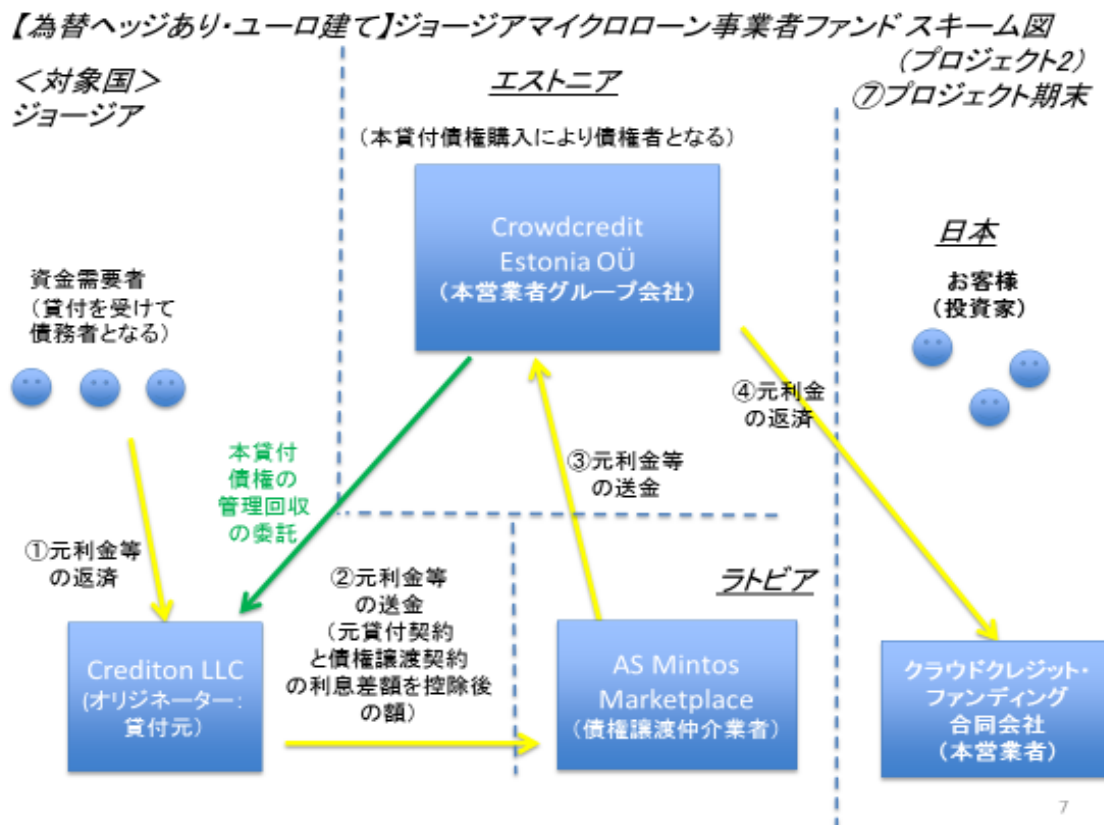 【為替ヘッジあり・ユーロ建て】ジョージアマイクロローン事業者ファンド スキーム図
(プロジェクト2)
⑦プロジェクト期末
＜対象国＞
ジョージア
エストニア
(本貸付債権購入により債権者となる)
Crowdcredit
Estonia OÜ
(本営業者グループ会社)
日本
お客様
(投資家)
資金需要者
(貸付を受けて
債務者となる)
④元利金
の返済
本貸付
債権の
管理回収
の委託
③元利金等
の送金
①元利金等
の返済
②元利金等
の送金
(元貸付契約
と債権譲渡契約
の利息差額を控除後
の額)
ラトビア
Crediton LLC
(オリジネーター:
貸付元)
AS Mintos
Marketplace
(債権譲渡仲介業者)
クラウドクレジット・
ファンディング
合同会社
(本営業者)
7